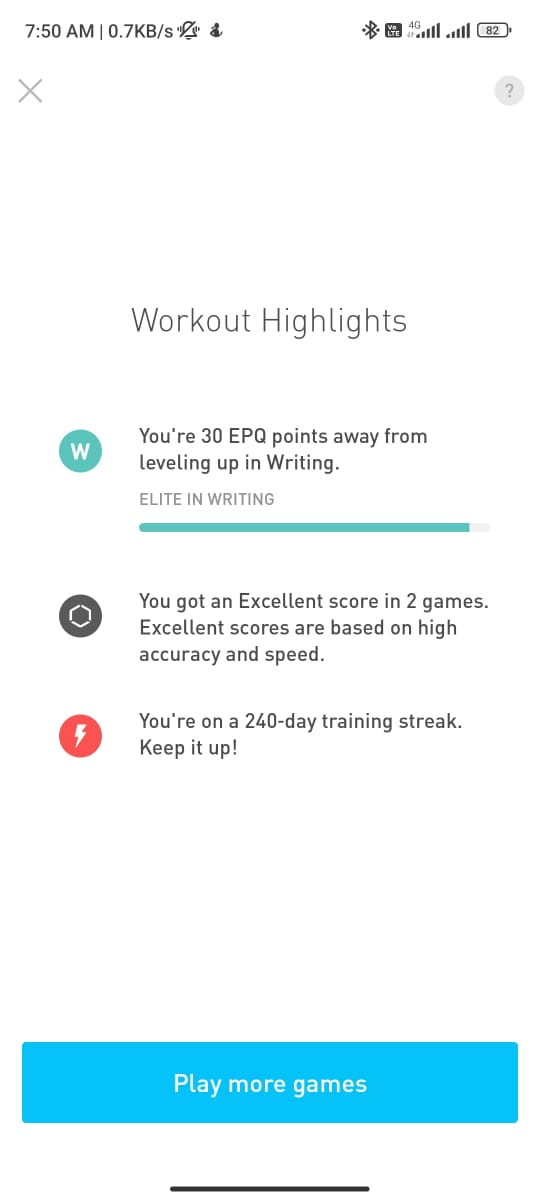 7:50 AM | 0.7KB/s
Vo
LTE
4G
82
?
Workout Highlights
W
You're 30 EPQ points away from
leveling up in Writing.
ELITE IN WRITING
You got an Excellent score in 2 games.
Excellent scores are based on high
accuracy and speed.
You're on a 240-day training streak.
Keep it up!
Play more games